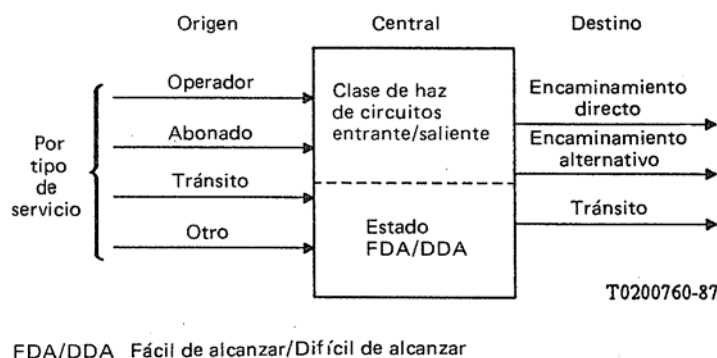 Origen
Central
Destino
Por
tipo
de
servicio
Operador
Abonado
Tránsito
Otro
Clase de haz
de circuitos
entrante/saliente
Estado
FDA/DDA
Encaminamiento
directo
Encaminamiento
alternativo
Tránsito
T0200760-87
FDA/DDA Fácil de alcanzar/Difícil de alcanzar